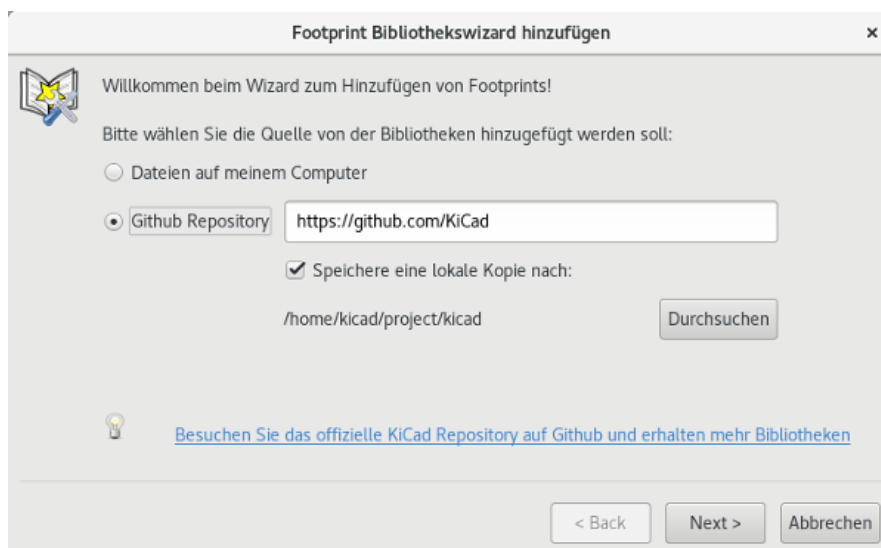 Footprint Bibliothekswizard hinzufügen
Willkommen beim Wizard zum Hinzufügen von Footprints!
Bitte wählen Sie die Quelle von der Bibliotheken hinzugefügt werden soll:
Dateien auf meinem Computer
Github Repository https://github.com/KiCad
Speichere eine lokale Kopie nach:
/home/kicad/project/kicad Durchsuchen
Besuchen Sie das offizielle KiCad Repository auf Github und erhalten mehr Bibliotheken
< Back Next > Abbrechen